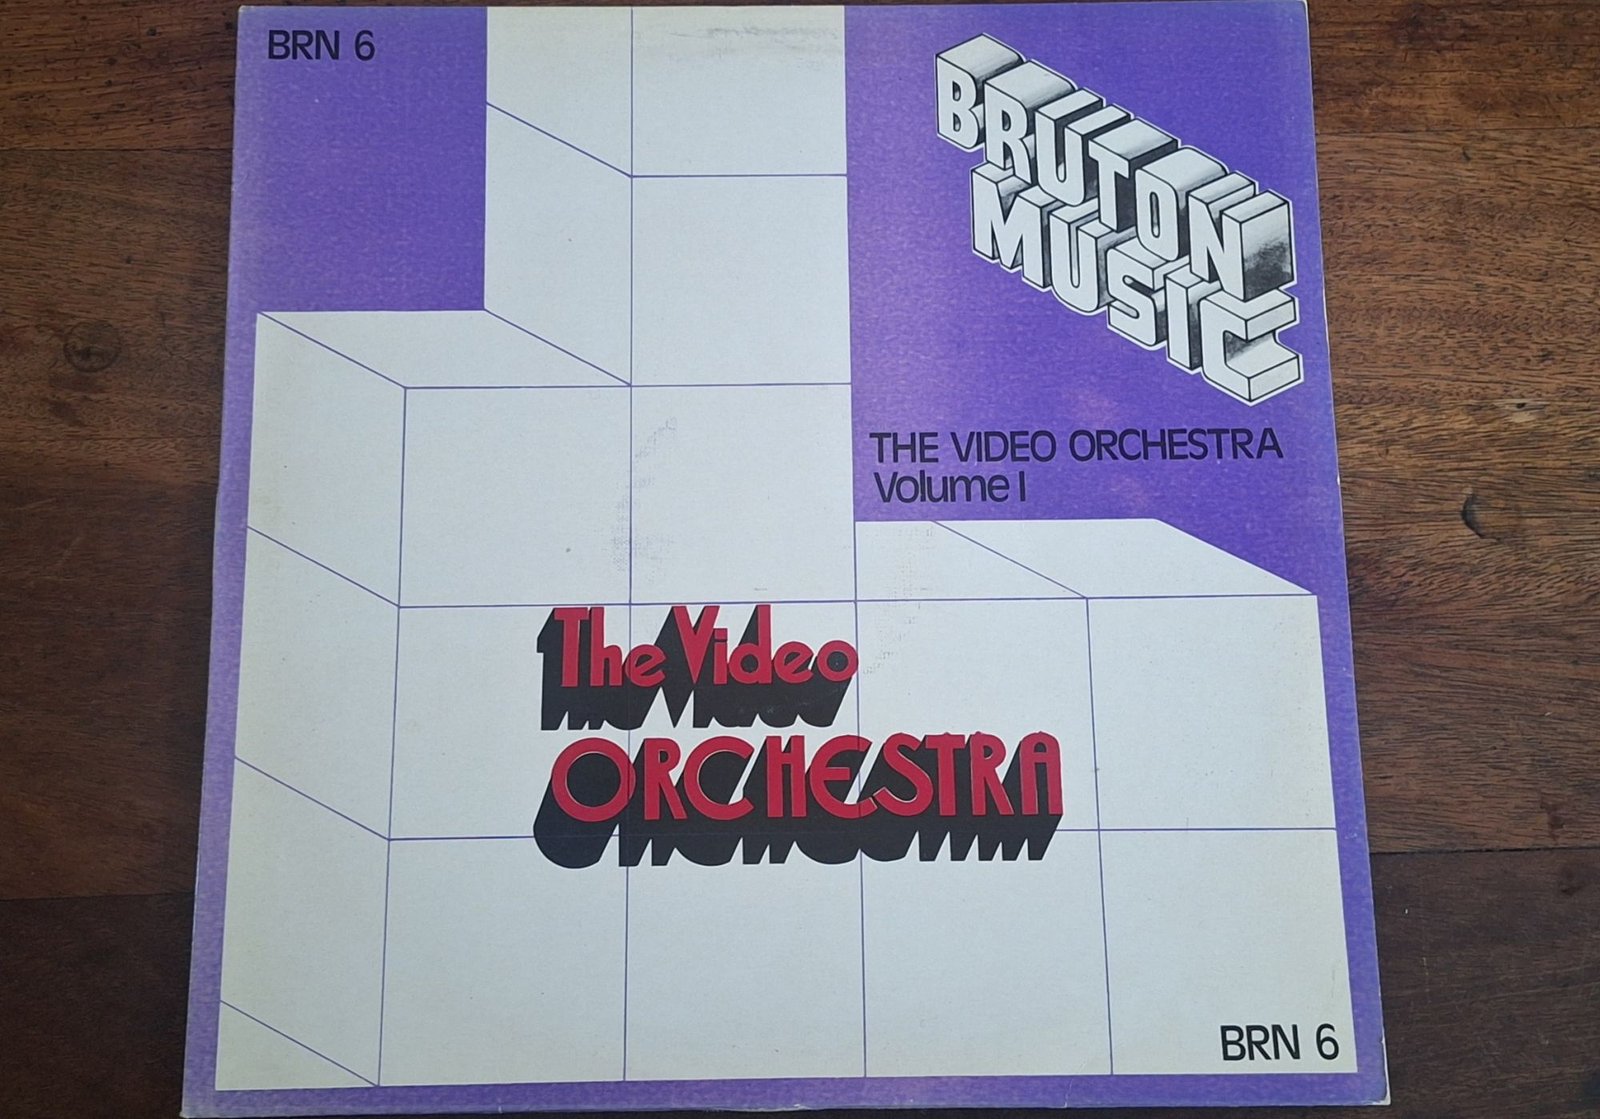 BRN 6
BRUTON
MUSIC
THE VIDEO ORCHESTRA
Volume I
The Video
ORCHESTRA
BRN 6